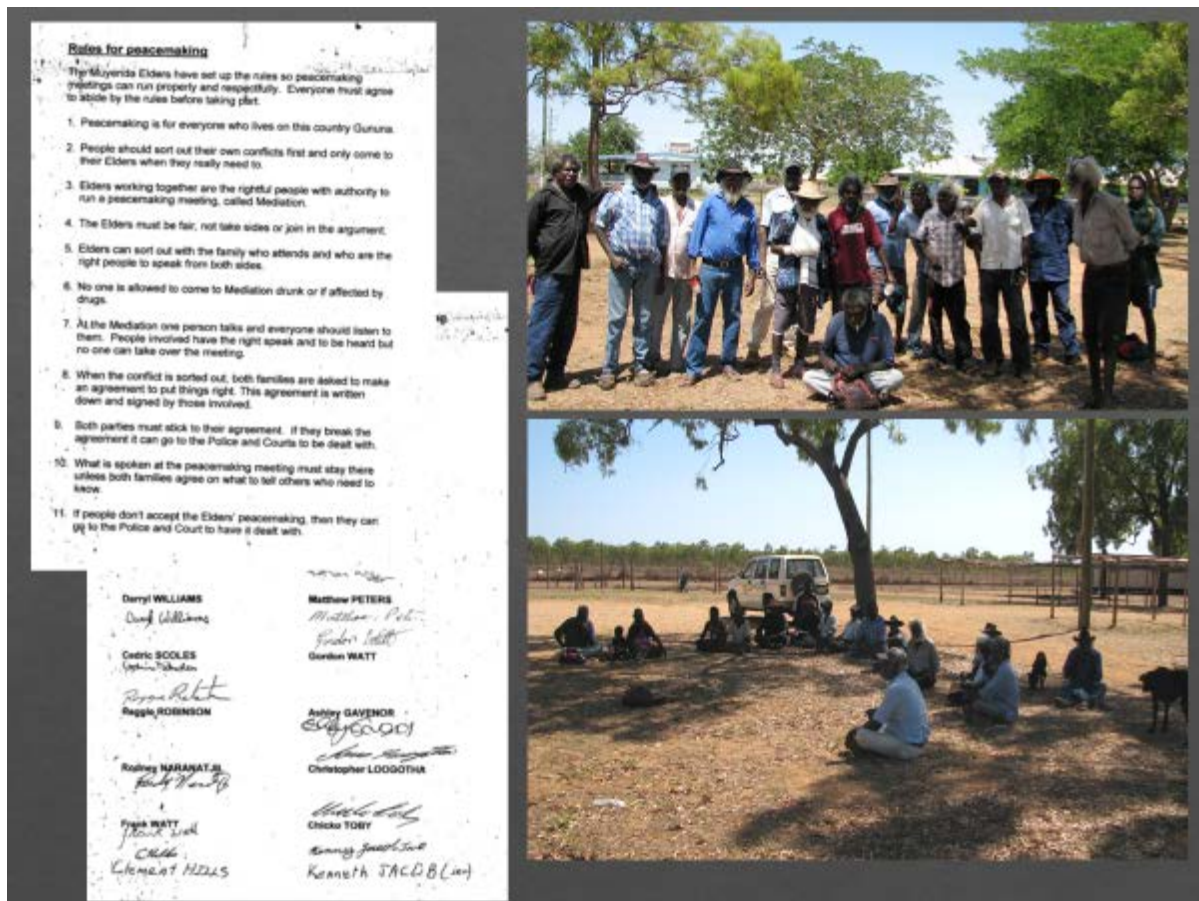 Rules for peacemaking
The Muyenda Elders have set up the rules so peacemaking
meetings can run properly and respectfully. Everyone must agree
to abide by the rules before taking part.
1. Peacemaking is for everyone who lives on this country Gununa.
2. People should sort out their own conflicts first and only come to
their Elders when they really need to.
3. Elders working together are the rightful people with authority to
run a peacemaking meeting, called Mediation.
4. The Elders must be fair, not take sides or join in the argument.
5. Elders can sort out with the family who attends and who are the
right people to speak from both sides.
6. No one is allowed to come to Mediation drunk or if affected by
drugs.
7. At the Mediation one person talks and everyone should listen to
them. People involved have the right speak and to be heard but
no one can take over the meeting.
8. When the conflict is sorted out, both families are asked to make
an agreement to put things right. This agreement is written
down and signed by those involved.
9. Both parties must stick to their agreement. If they break the
agreement it can go to the Police and Courts to be dealt with.
10. What is spoken at the peacemaking meeting must stay there
unless both families agree on what to tell others who need to
know.
11. If people don't accept the Elders' peacemaking, then they can
go to the Police and Court to have it dealt with.
Darryl WILLIAMS
Matthew PETERS
Cedric SCOLES
Gordon WATT
Reggie ROBINSON
Ashley GAVENOR
Rodney NARANATJIL
Christopher LOOGOTHA
Frank WATT
Frank Watt
Chicko TOBY
Clement HILLS
Kenneth JACOB (snr)